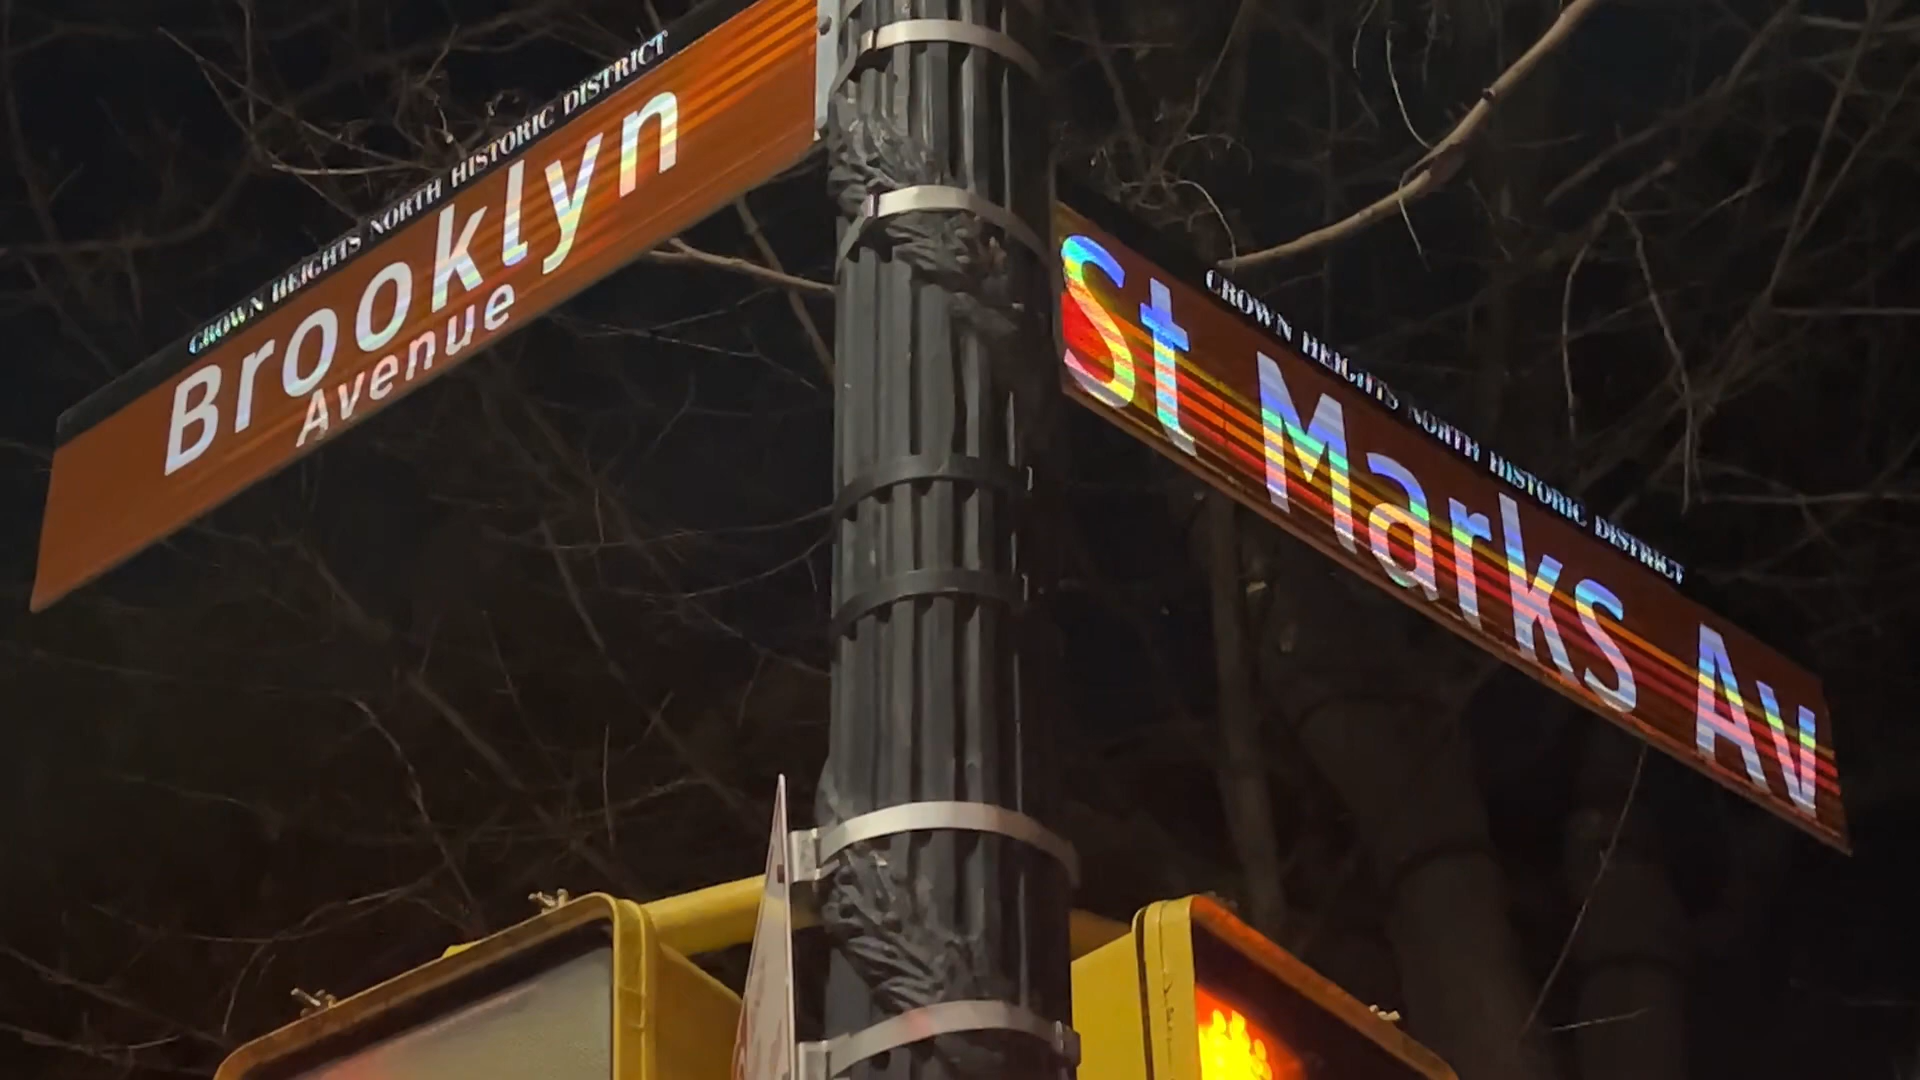 CROWN HEIGHTS NORTH HISTORIC DISTRICT
Brooklyn
Avenue
CROWN HEIGHTS NORTH HISTORIC DISTRICT
St Marks Av